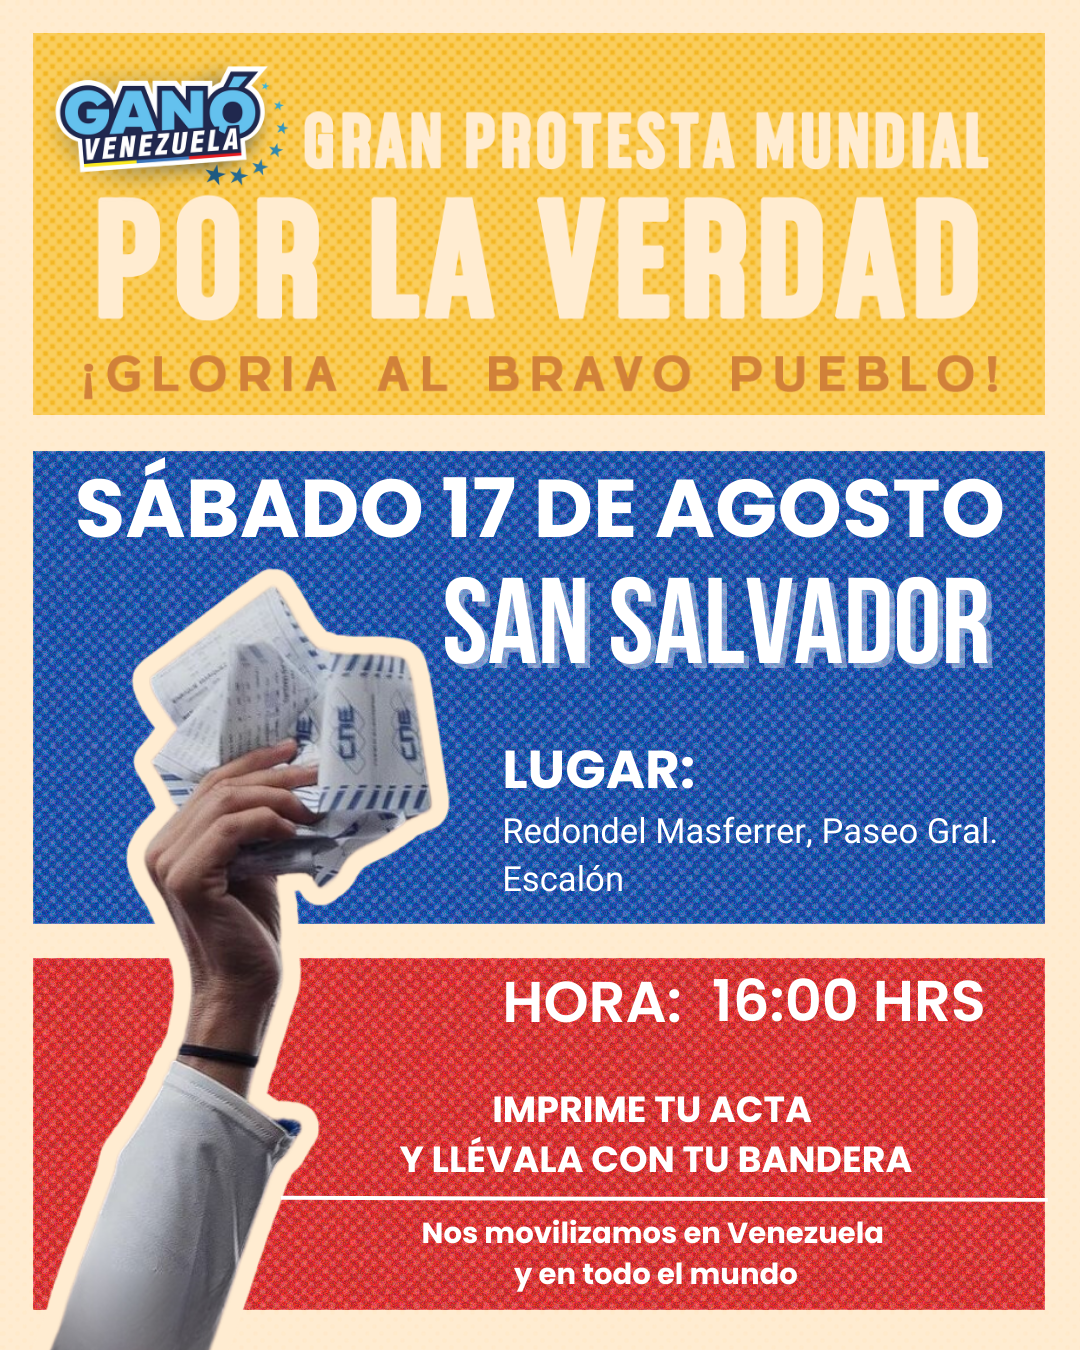 GANÓ
VENEZUELA
GRAN PROTESTA MUNDIAL
POR LA VERDAD
¡GLORIA AL BRAVO PUEBLO!
SÁBADO 17 DE AGOSTO
SAN SALVADOR
CNE
CNE
LUGAR:
Redondel Masferrer, Paseo Gral.
Escalón
HORA: 16:00 HRS
IMPRIME TU ACTA
Y LLÉVALA CON TU BANDERA
Nos movilizamos en Venezuela
y en todo el mundo